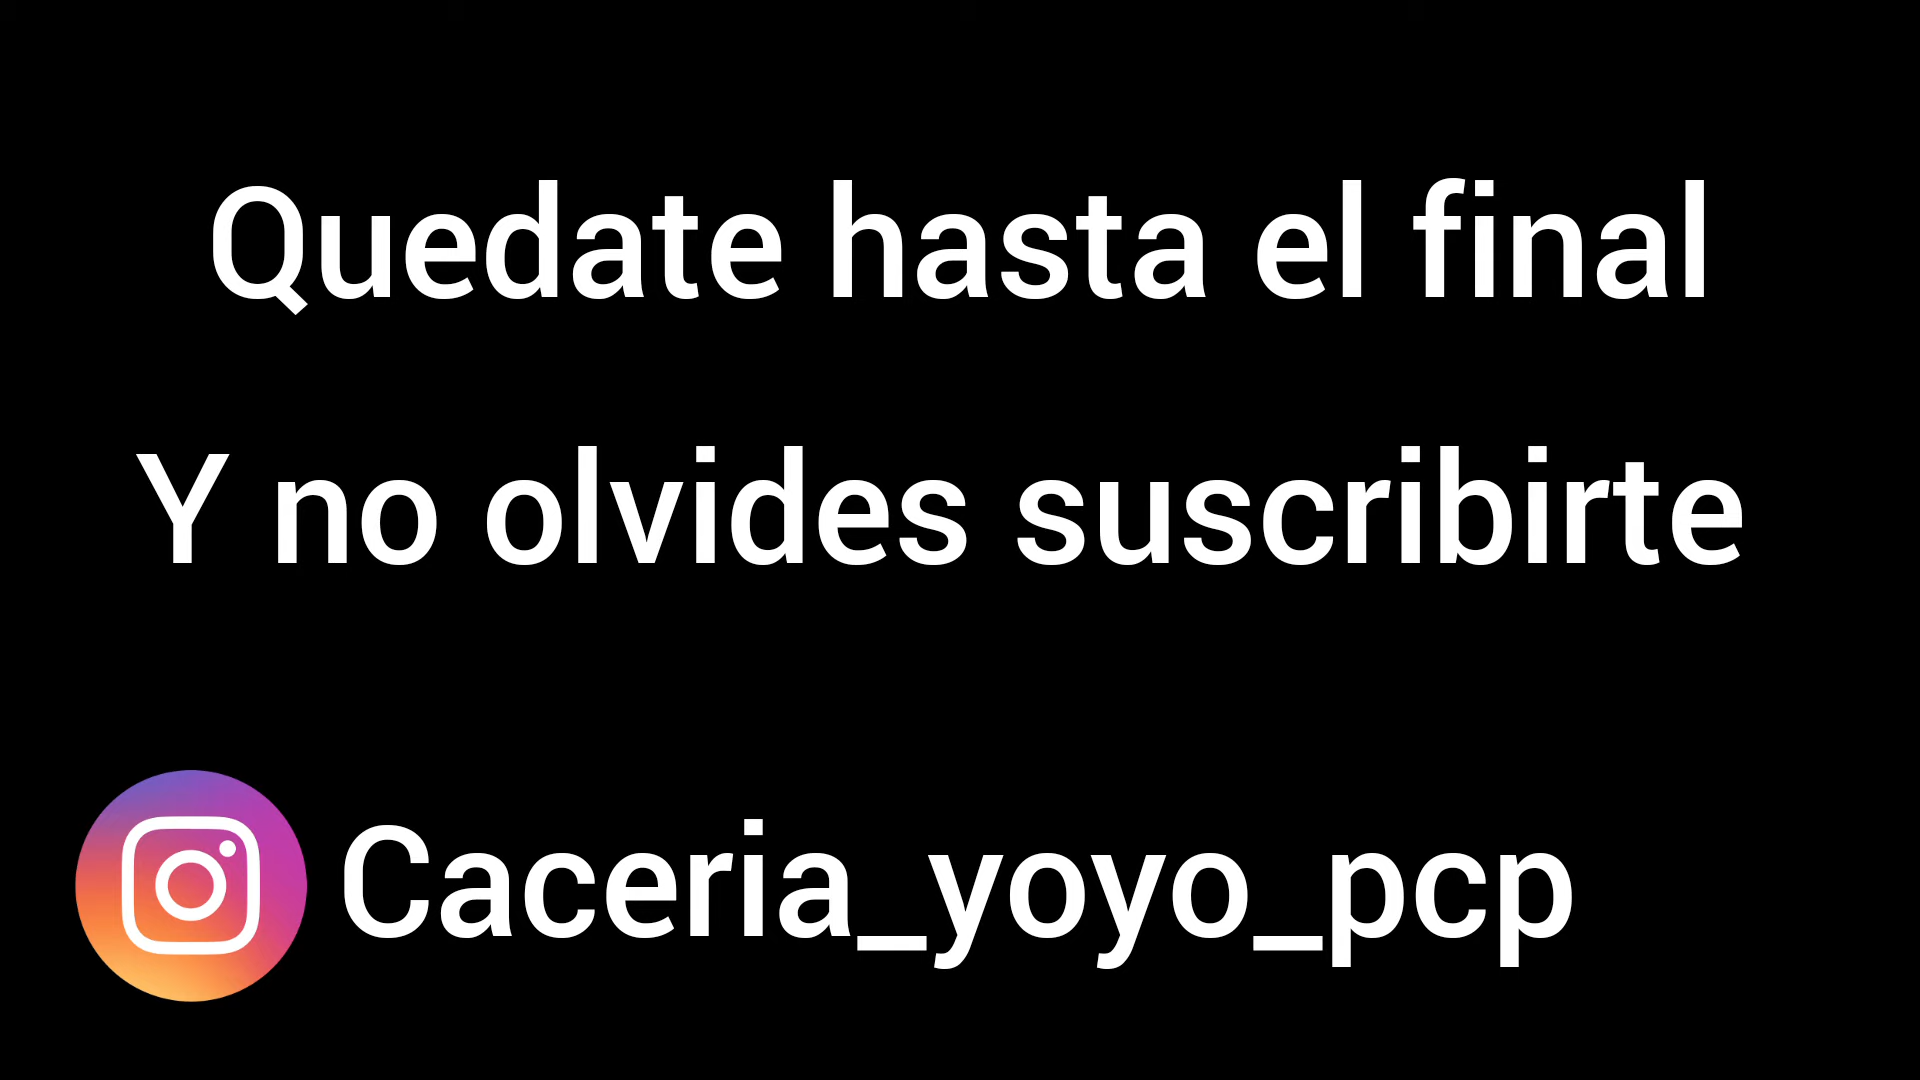 Quedate hasta el final
Y no olvides suscribirte
Caceria_yoyo_pcp